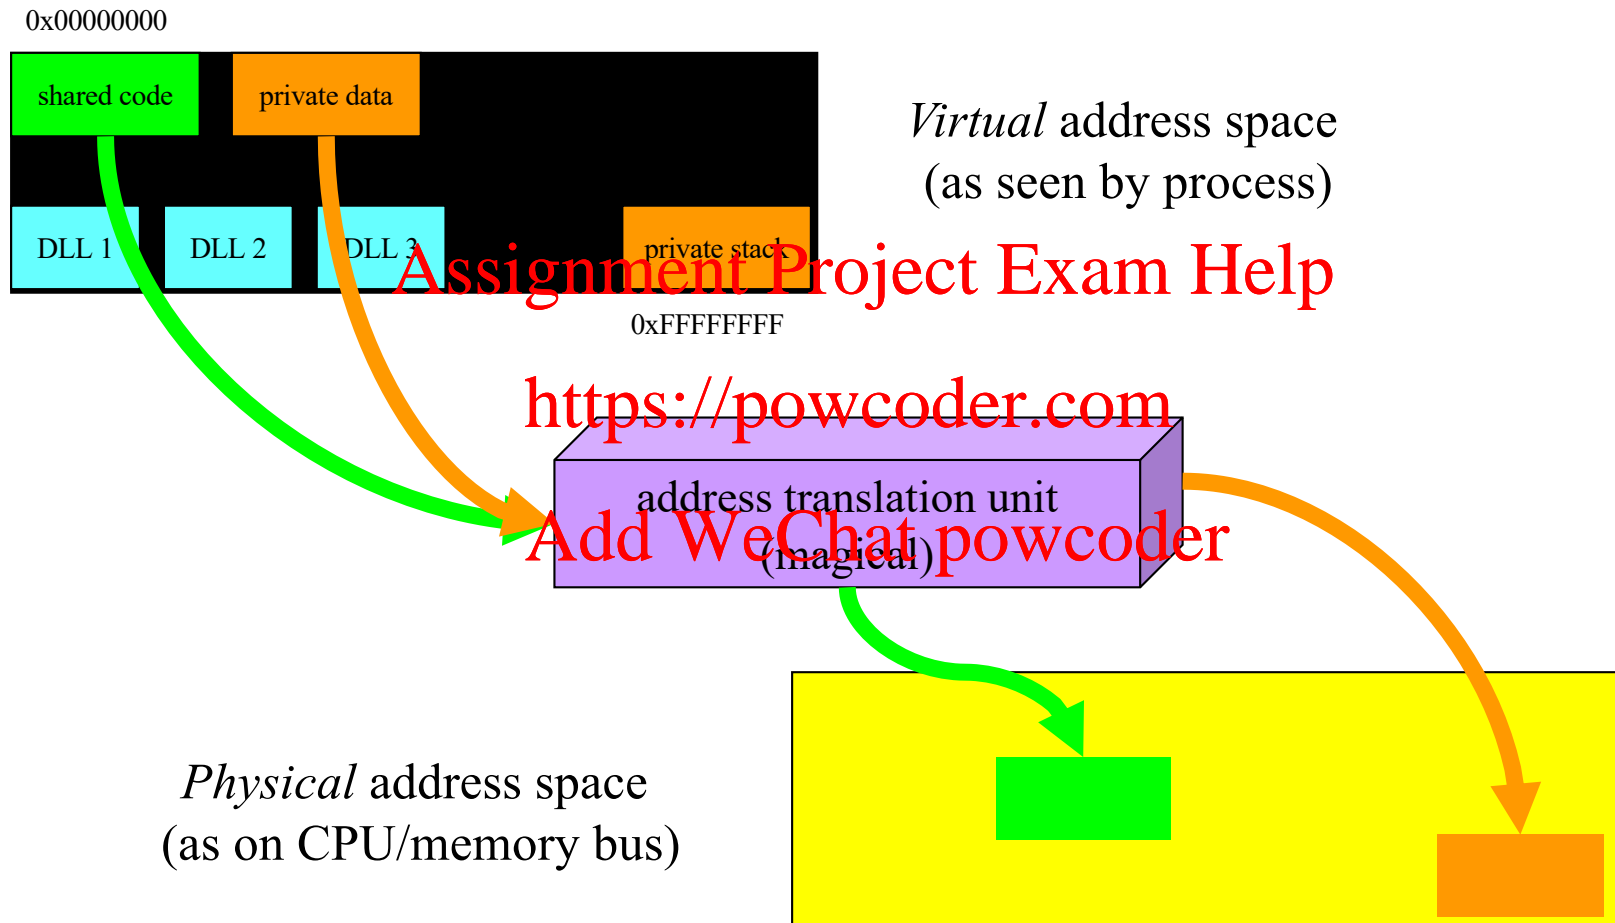 0x00000000
shared code
private data
Virtual address space
(as seen by process)
DLL 1
DLL 2
DLL 3
private stack
Assignment Project Exam Help
0xFFFFFFFF
https://powcoder.com
address translation unit
(magical)
Add WeChat powcoder
Physical address space
(as on CPU/memory bus)